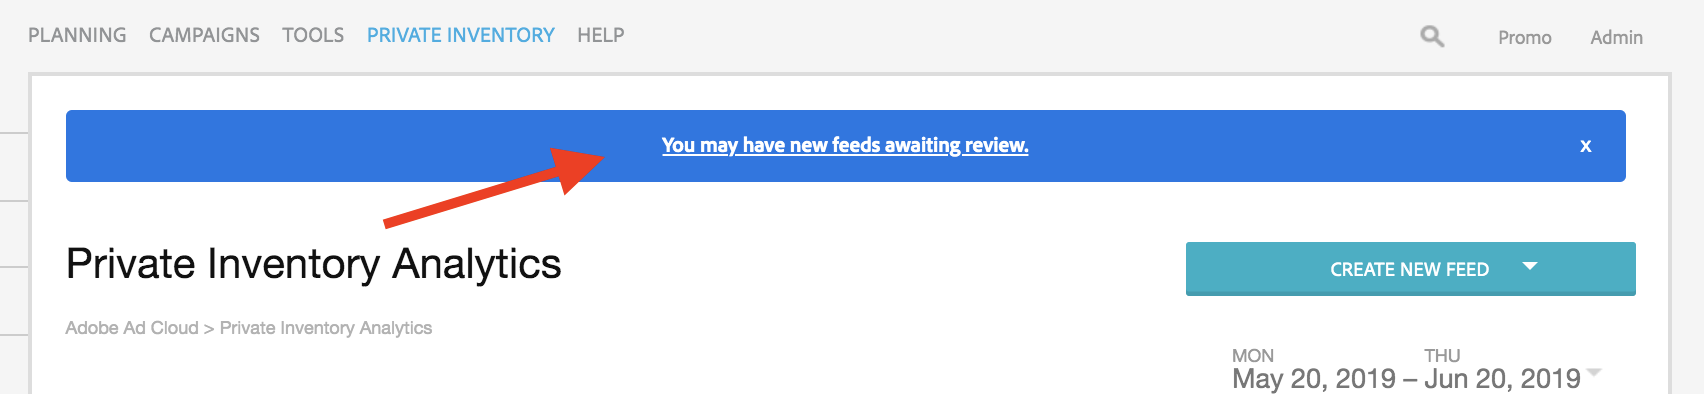 PLANNING CAMPAIGNS TOOLS PRIVATE INVENTORY HELP Promo Admin
You may have new feeds awaiting review. x
Private Inventory Analytics
CREATE NEW FEED
Adobe Ad Cloud > Private Inventory Analytics
MON THU
May 20, 2019 – Jun 20, 2019